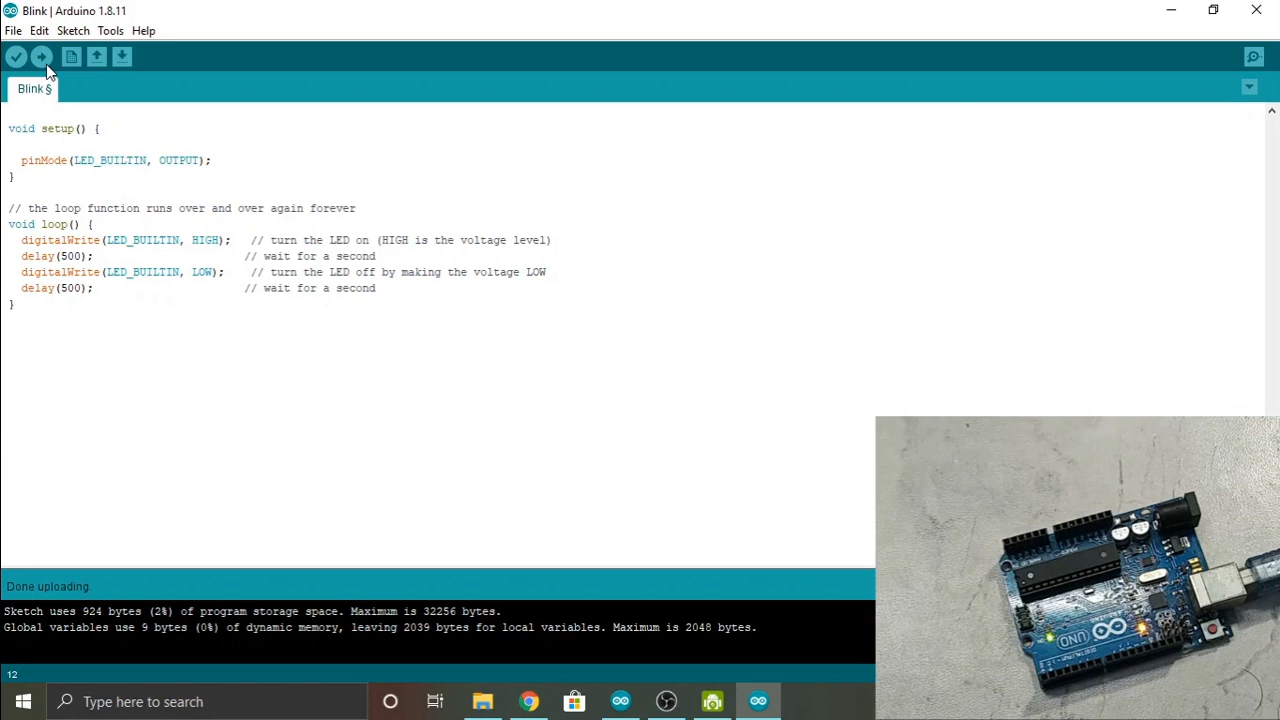 Blink | Arduino 1.8.11
File Edit Sketch Tools Help
Blink §
void setup() {
pinMode(LED_BUILTIN, OUTPUT);
}
// the loop function runs over and over again forever
void loop() {
digitalWrite(LED_BUILTIN, HIGH);   // turn the LED on (HIGH is the voltage level)
delay(500);                       // wait for a second
digitalWrite(LED_BUILTIN, LOW);    // turn the LED off by making the voltage LOW
delay(500);                       // wait for a second
}
Done uploading.
Sketch uses 924 bytes (2%) of program storage space. Maximum is 32256 bytes.
Global variables use 9 bytes (0%) of dynamic memory, leaving 2039 bytes for local variables. Maximum is 2048 bytes.
12
Type here to search
UNO
ARDUINO